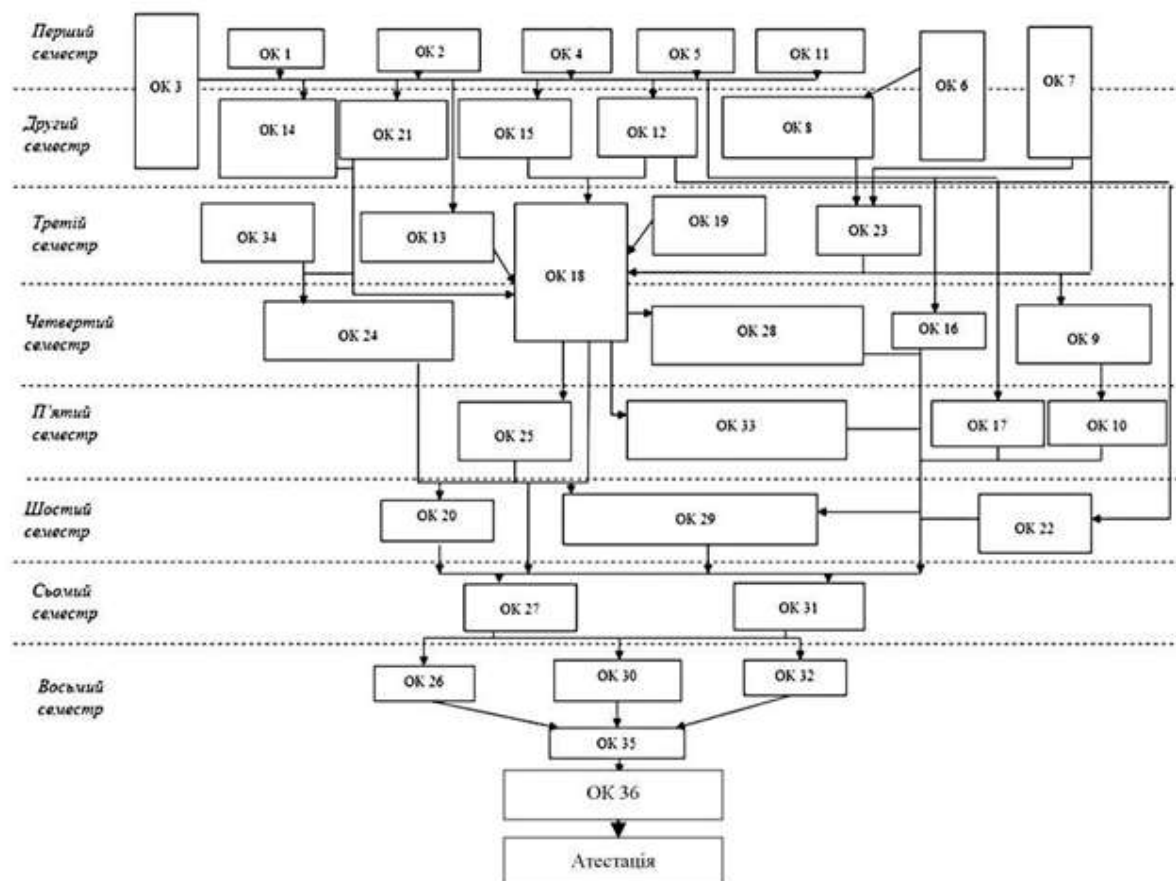 Перший
семестр
ОК 3
ОК 1
ОК 2
ОК 4
ОК 5
ОК 11
ОК 6
ОК 7
Другий
семестр
ОК 14
ОК 21
ОК 15
ОК 12
ОК 8
Третій
семестр
ОК 34
ОК 13
ОК 18
ОК 19
ОК 23
Четвертий
семестр
ОК 24
ОК 28
ОК 16
ОК 9
П'ятий
семестр
ОК 25
ОК 33
ОК 17
ОК 10
Шостий
семестр
ОК 20
ОК 29
ОК 22
Сьомий
семестр
ОК 27
ОК 31
Восьмий
семестр
ОК 26
ОК 30
ОК 32
ОК 35
ОК 36
Атестація